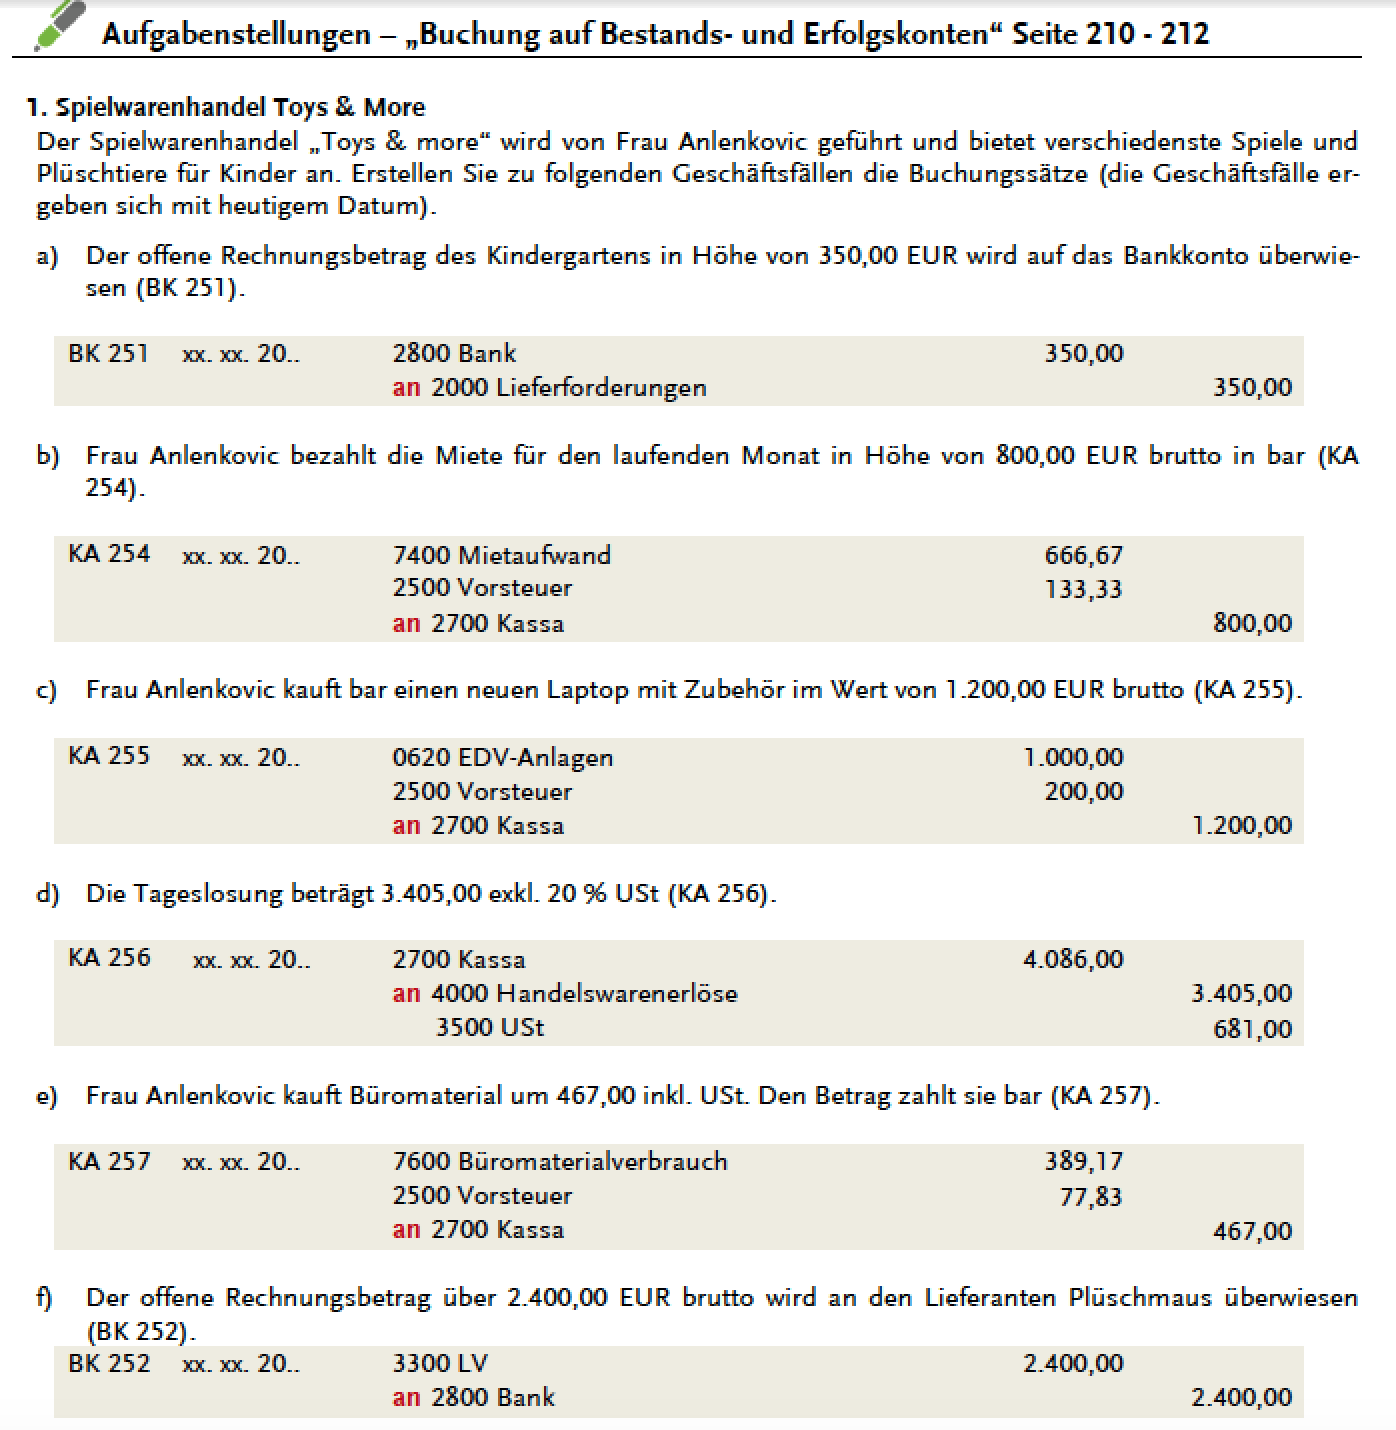 Aufgabenstellungen – „Buchung auf Bestands- und Erfolgskonten“ Seite 210 - 212
1. Spielwarenhandel Toys & More
Der Spielwarenhandel „Toys & more“ wird von Frau Anlenkovic geführt und bietet verschiedenste Spiele und
Plüschtiere für Kinder an. Erstellen Sie zu folgenden Geschäftsfällen die Buchungssätze (die Geschäftsfälle er-
geben sich mit heutigem Datum).
a) Der offene Rechnungsbetrag des Kindergartens in Höhe von 350,00 EUR wird auf das Bankkonto überwie-
sen (BK 251).
BK 251 xx. xx. 20.. 2800 Bank 350,00
an 2000 Lieferforderungen 350,00
b) Frau Anlenkovic bezahlt die Miete für den laufenden Monat in Höhe von 800,00 EUR brutto in bar (KA
254).
KA 254 xx. xx. 20.. 7400 Mietaufwand 666,67
2500 Vorsteuer 133,33
an 2700 Kassa 800,00
c) Frau Anlenkovic kauft bar einen neuen Laptop mit Zubehör im Wert von 1.200,00 EUR brutto (KA 255).
KA 255 xx. xx. 20.. 0620 EDV-Anlagen 1.000,00
2500 Vorsteuer 200,00
an 2700 Kassa 1.200,00
d) Die Tageslosung beträgt 3.405,00 exkl. 20 % USt (KA 256).
KA 256 xx. xx. 20.. 2700 Kassa 4.086,00
an 4000 Handelswarenerlöse 3.405,00
3500 USt 681,00
e) Frau Anlenkovic kauft Büromaterial um 467,00 inkl. USt. Den Betrag zahlt sie bar (KA 257).
KA 257 xx. xx. 20.. 7600 Büromaterialverbrauch 389,17
2500 Vorsteuer 77,83
an 2700 Kassa 467,00
f) Der offene Rechnungsbetrag über 2.400,00 EUR brutto wird an den Lieferanten Plüschmaus überwiesen
(BK 252).
BK 252 xx. xx. 20.. 3300 LV 2.400,00
an 2800 Bank 2.400,00